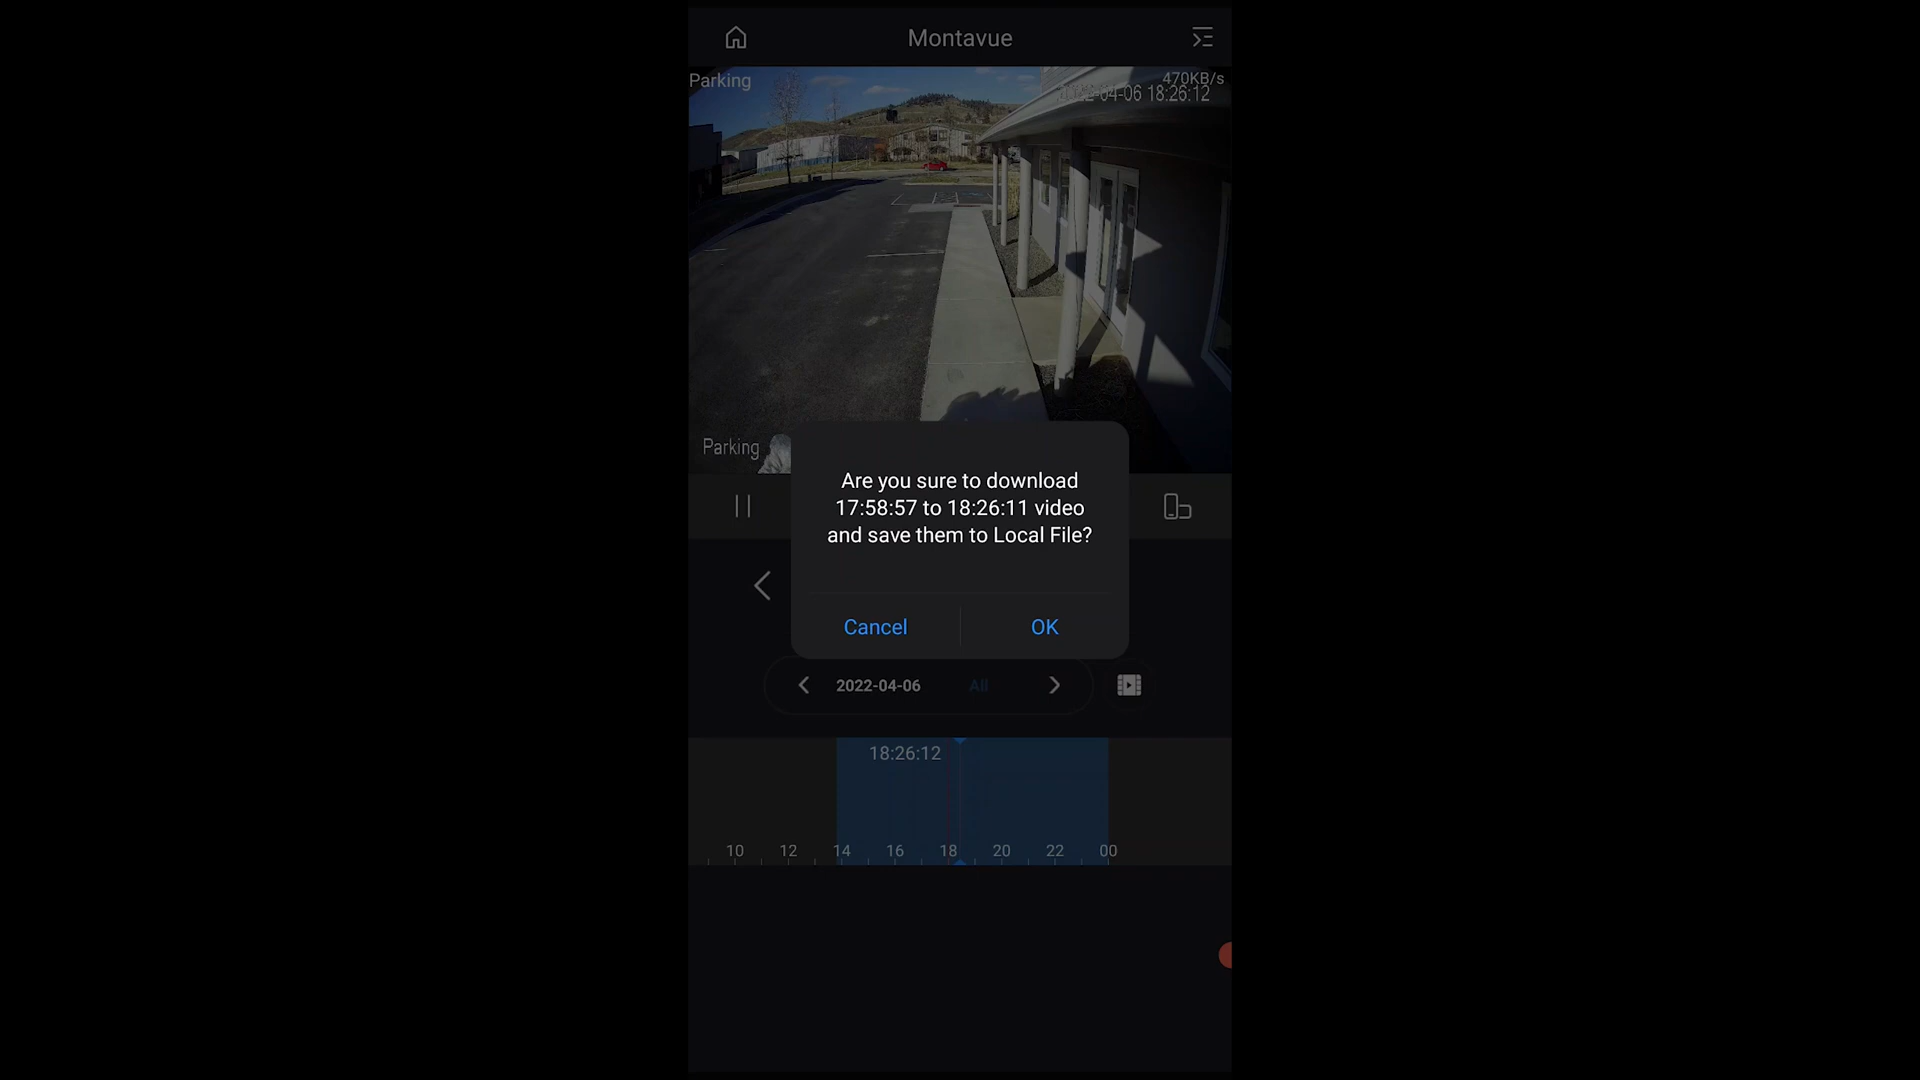 Montavue
Parking
470KB/s
2022-04-06 18:26:12
Parking
Are you sure to download
17:58:57 to 18:26:11 video
and save them to Local File?
Cancel OK
2022-04-06 All
18:26:12
10 12 14 16 18 20 22 00